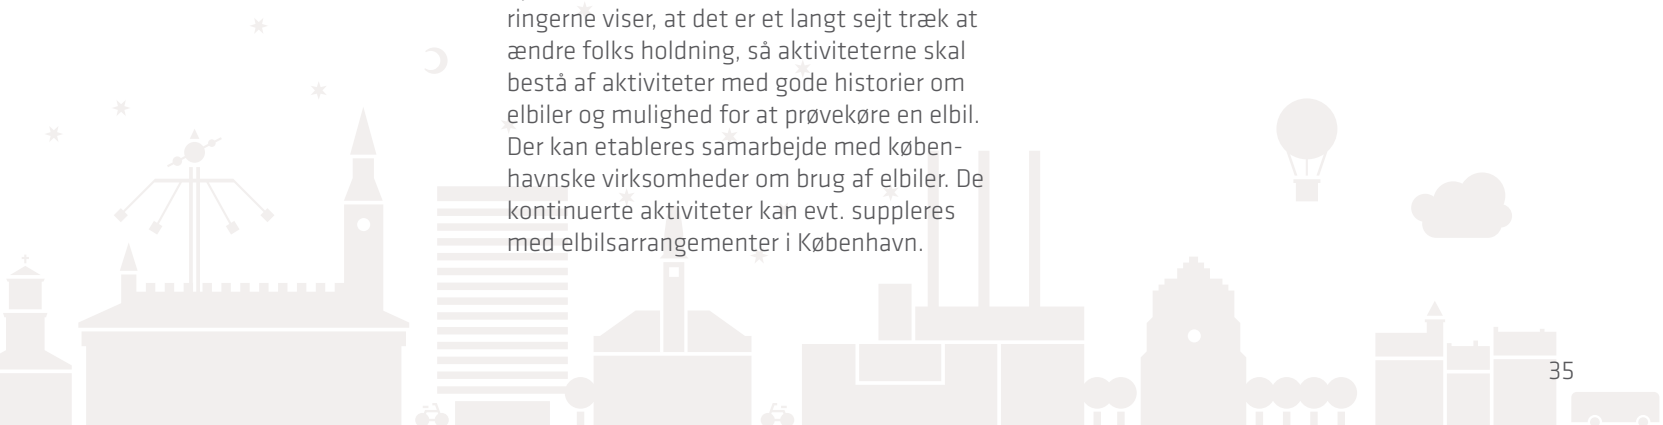 ringerne viser, at det er et langt sejt træk at
ændre folks holdning, så aktiviteterne skal
bestå af aktiviteter med gode historier om
elbiler og mulighed for at prøvekøre en elbil.
Der kan etableres samarbejde med køben-
havnske virksomheder om brug af elbiler. De
kontinuerte aktiviteter kan evt. suppleres
med elbilsarrangementer i København.
35